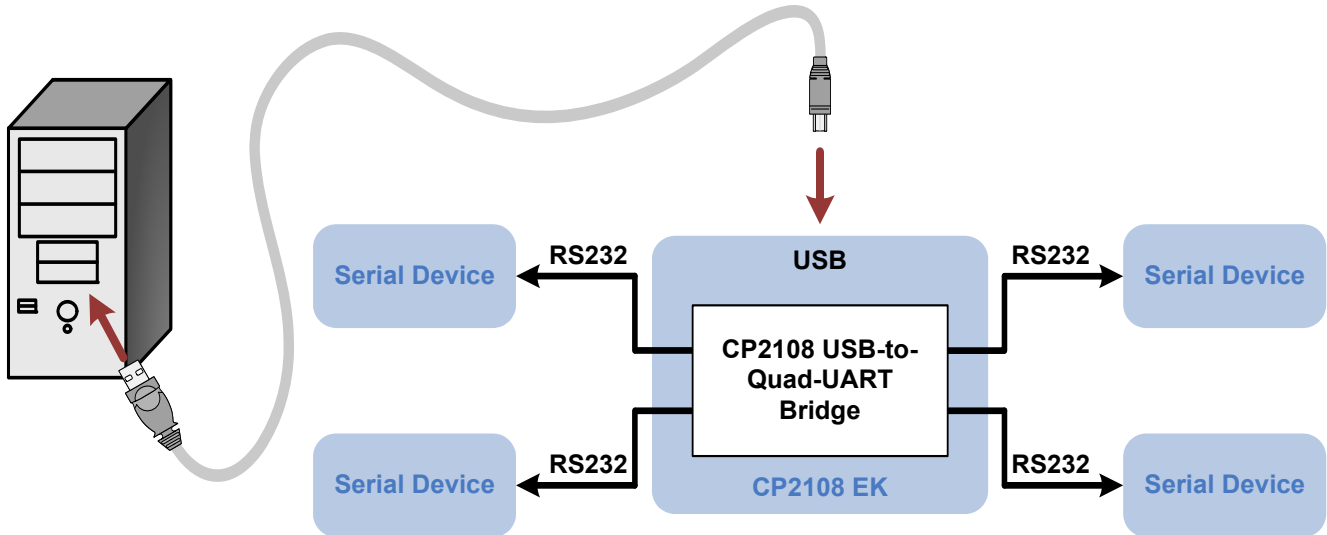 RS232
USB
RS232
Serial Device
Serial Device
CP2108 USB-to-
Quad-UART
Bridge
RS232
RS232
Serial Device
CP2108 EK
Serial Device